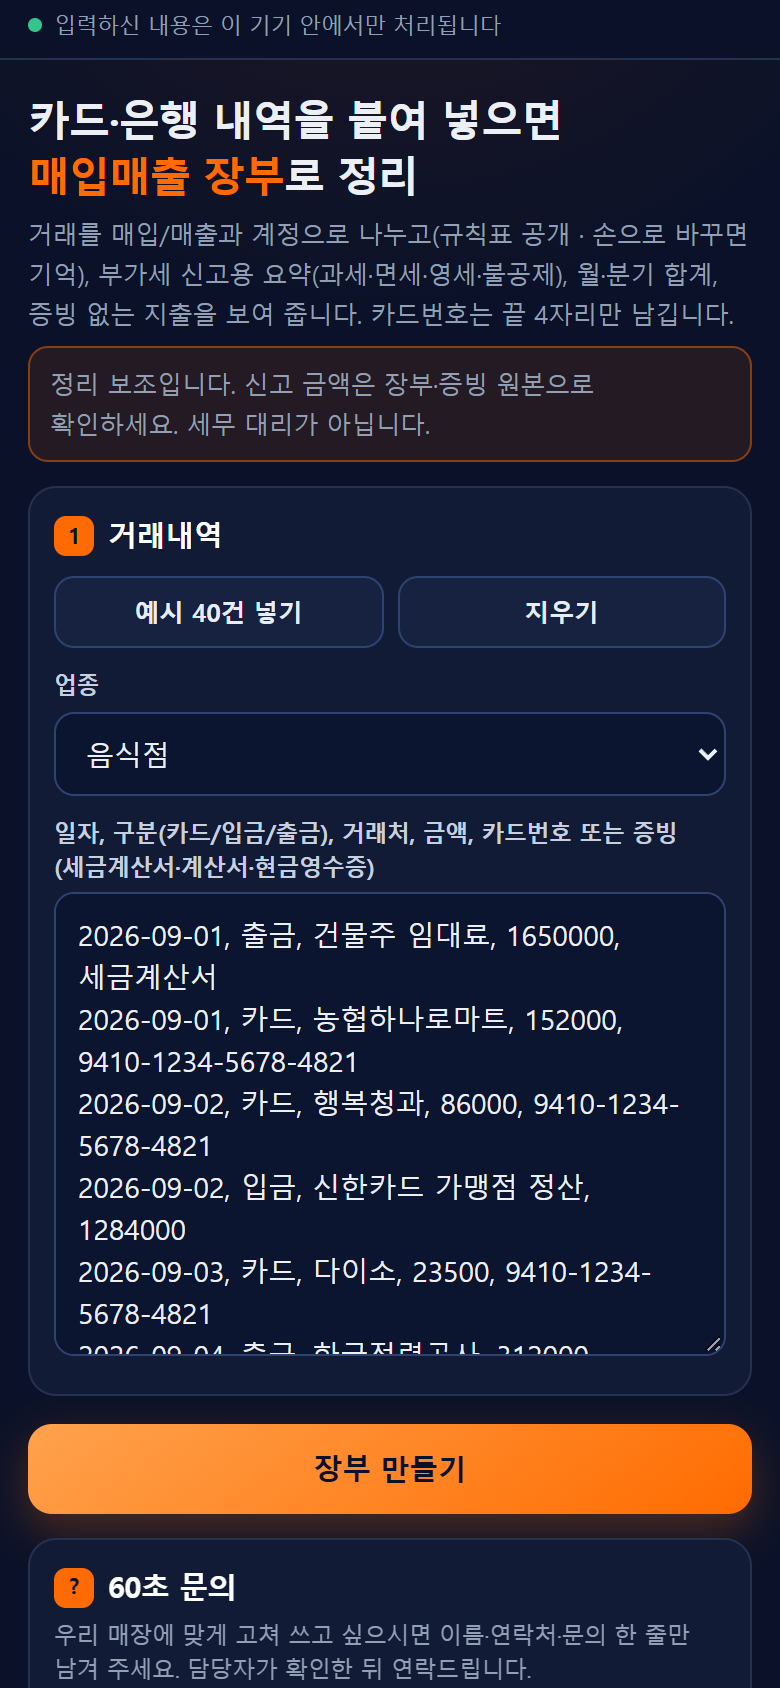 입력하신 내용은 이 기기 안에서만 처리됩니다
카드·은행 내역을 붙여 넣으면
매입매출 장부로 정리
거래를 매입/매출과 계정으로 나누고(규칙표 공개 · 손으로 바꾸면
기억), 부가세 신고용 요약(과세·면세·영세·불공제), 월·분기 합계,
증빙 없는 지출을 보여 줍니다. 카드번호는 끝 4자리만 남깁니다.
정리 보조입니다. 신고 금액은 장부·증빙 원본으로
확인하세요. 세무 대리가 아닙니다.
1 거래내역
예시 40건 넣기 지우기
업종
음식점
일자, 구분(카드/입금/출금), 거래처, 금액, 카드번호 또는 증빙
(세금계산서·계산서·현금영수증)
2026-09-01, 출금, 건물주 임대료, 1650000,
세금계산서
2026-09-01, 카드, 농협하나로마트, 152000,
9410-1234-5678-4821
2026-09-02, 카드, 행복청과, 86000, 9410-1234-
5678-4821
2026-09-02, 입금, 신한카드 가맹점 정산,
1284000
2026-09-03, 카드, 다이소, 23500, 9410-1234-
5678-4821
2026-09-04, 출금, 한국전력공사, 312000,
장부 만들기
? 60초 문의
우리 매장에 맞게 고쳐 쓰고 싶으시면 이름·연락처·문의 한 줄만
남겨 주세요. 담당자가 확인한 뒤 연락드립니다.